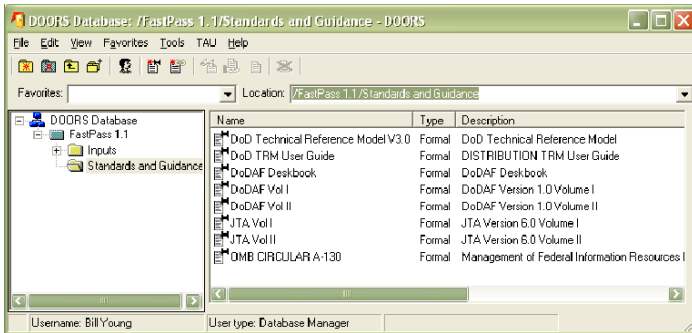 DOORS Database: /FastPass 1.1/Standards and Guidance - DOORS
File Edit View Favorites Tools TAU Help
Favorites: Location: /FastPass 1.1/Standards and Guidance
DOORS Database
FastPass 1.1
Inputs
Standards and Guidance
Name Type Description
DoD Technical Reference Model V3.0 Formal DoD Technical Reference Model
DoD TRM User Guide Formal DISTRIBUTION TRM User Guide
DoDAF Deskbook Formal DoDAF Deskbook
DoDAF Vol I Formal DoDAF Version 1.0 Volume I
DoDAF Vol II Formal DoDAF Version 1.0 Volume II
JTA Vol I Formal JTA Version 6.0 Volume I
JTA Vol II Formal JTA Version 6.0 Volume II
OMB CIRCULAR A-130 Formal Management of Federal Information Resources
Username: Bill Young User type: Database Manager